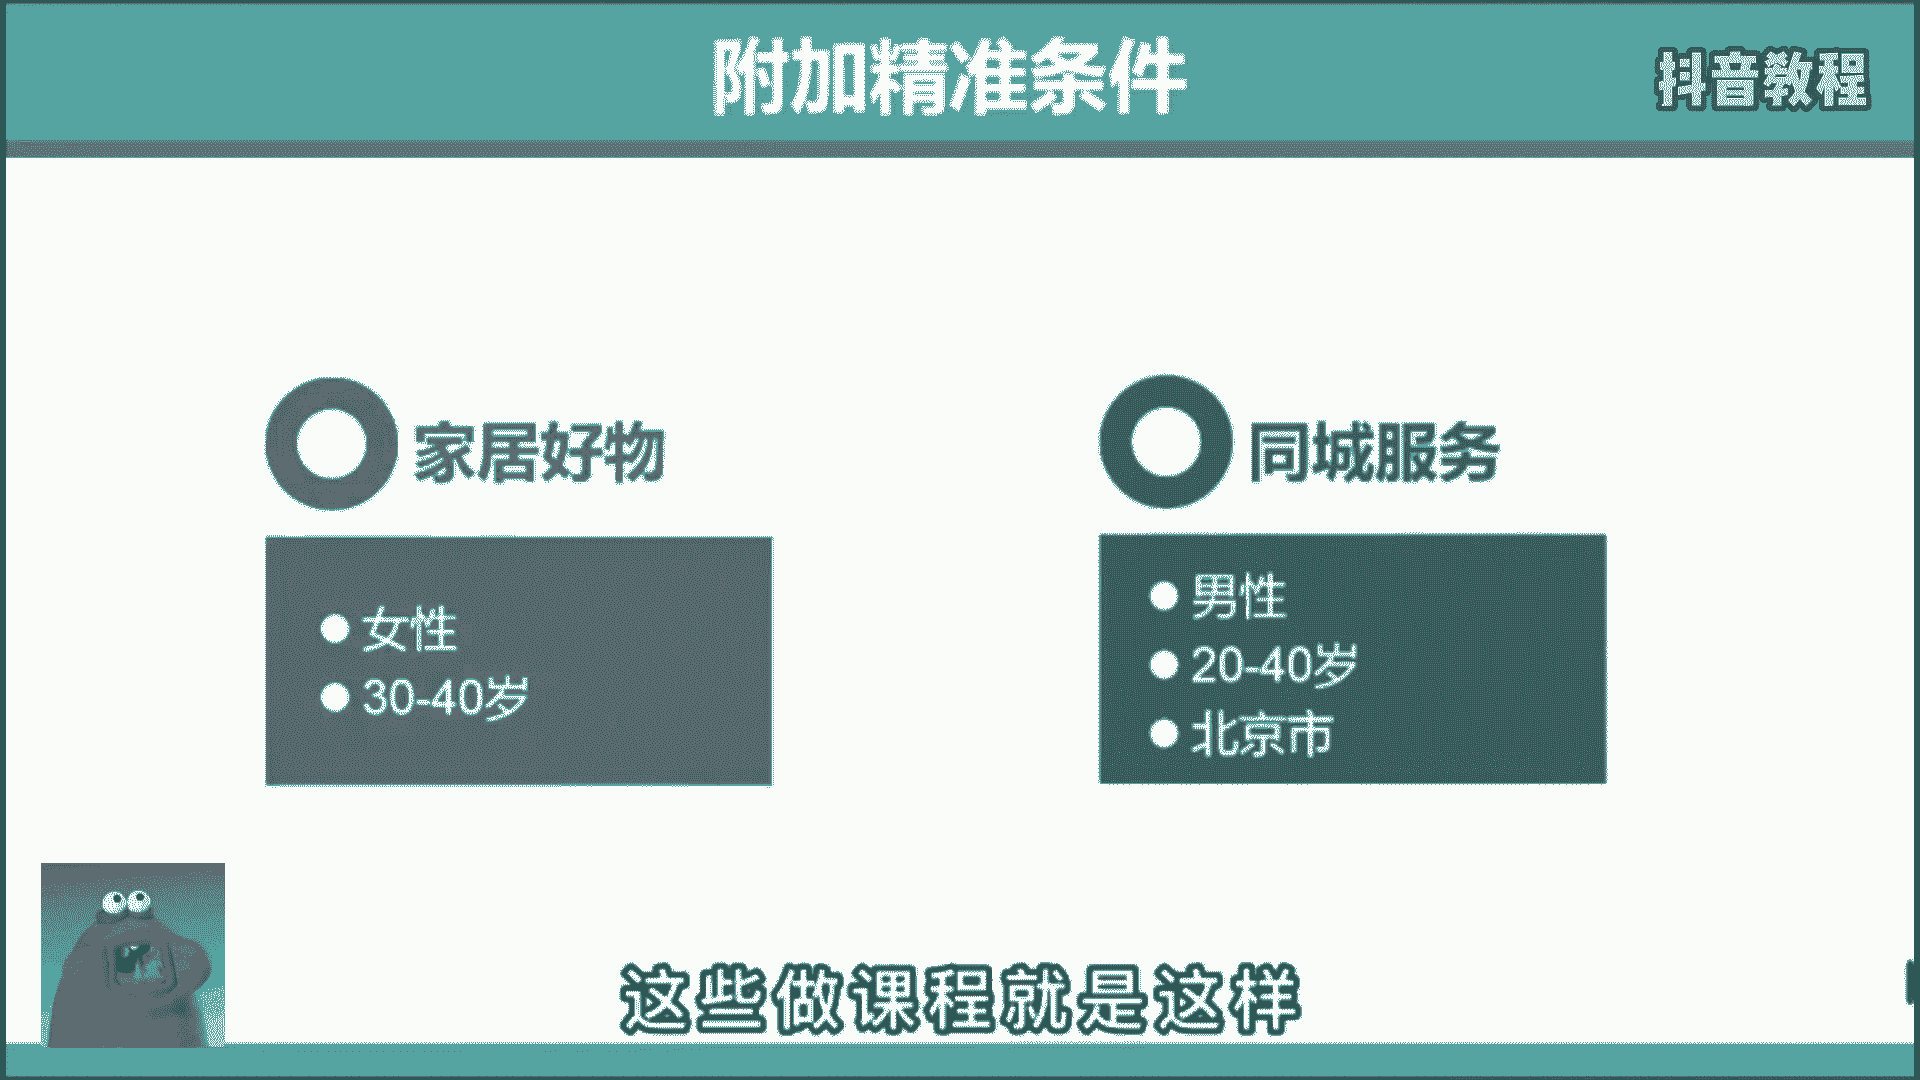 附加精准条件
抖音教程
家居好物
女性
30-40岁
同城服务
男性
20-40岁
北京市
这些做课程就是这样